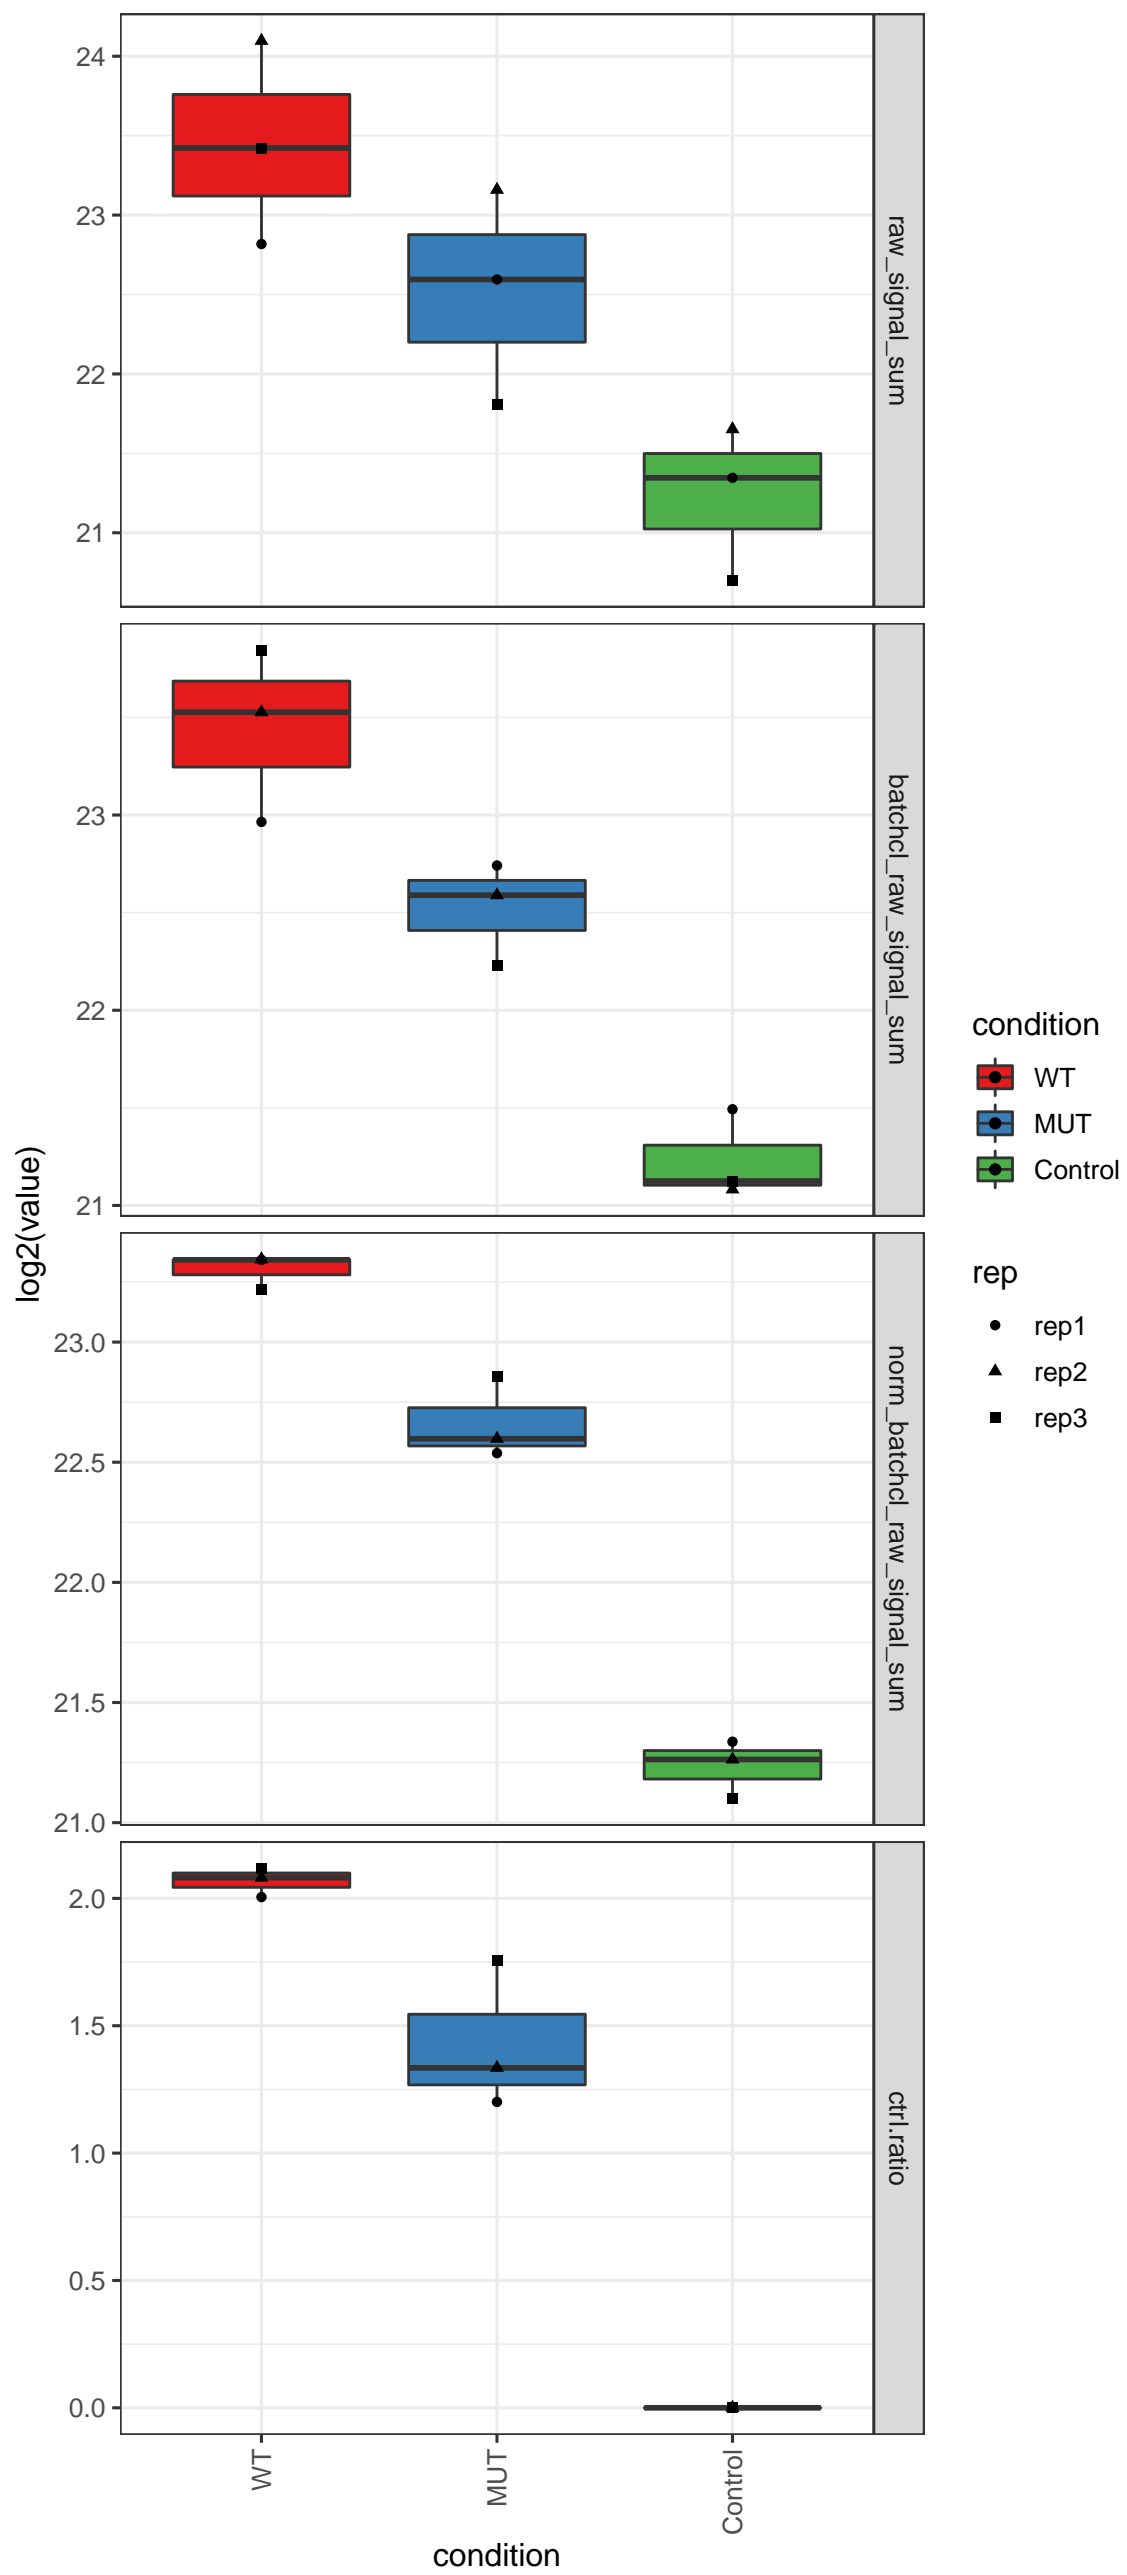 24
23
22
21
raw_signal_sum
23
22
21
batchcl_raw_signal_sum
23.0
22.5
22.0
21.5
21.0
norm_batchcl_raw_signal_sum
2.0
1.5
1.0
0.5
0.0
ctrl.ratio
log2(value)
WT
MUT
Control
condition
condition
WT
MUT
Control
rep
rep1
rep2
rep3